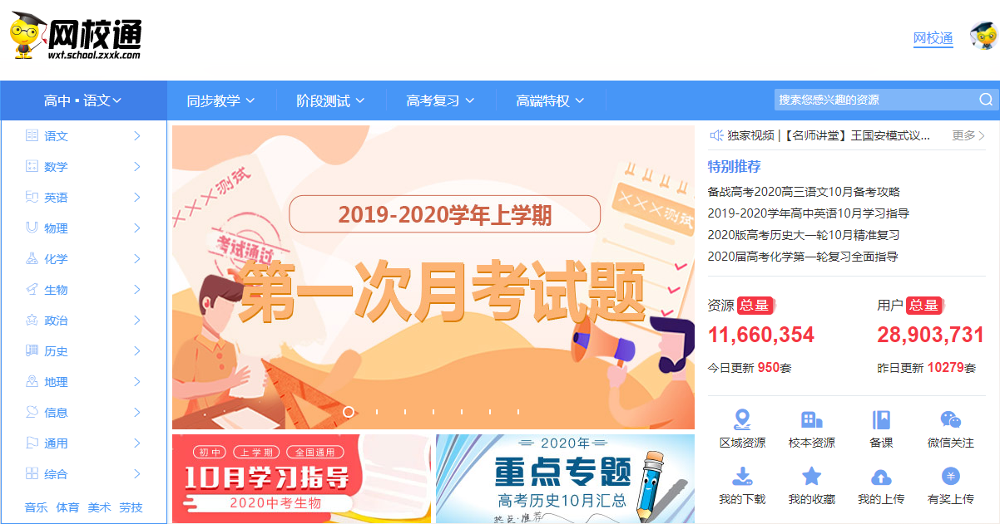 网校通
wxt.school.zxxk.com
网校通
高中▪语文
同步教学
阶段测试
高考复习
高端特权
搜索您感兴趣的资源
语文
数学
英语
物理
化学
生物
政治
历史
地理
信息
通用
综合
音乐 体育 美术 劳技
×××测试
考试通过
2019-2020学年上学期
第一次月考试题
×××测试
初中 上学期 全国通用
10月学习指导
2020中考生物
2020年
重点专题
高考历史10月汇总
热点·推荐
独家视频 |【名师讲堂】王国安模式议...
更多
特别推荐
备战高考2020高三语文10月备考攻略
2019-2020学年高中英语10月学习指导
2020版高考历史大一轮10月精准复习
2020届高考化学第一轮复习全面指导
资源 总量
11,660,354
今日更新 950套
用户 总量
28,903,731
昨日更新 10279套
区域资源
校本资源
备课
微信关注
我的下载
我的收藏
我的上传
有奖上传